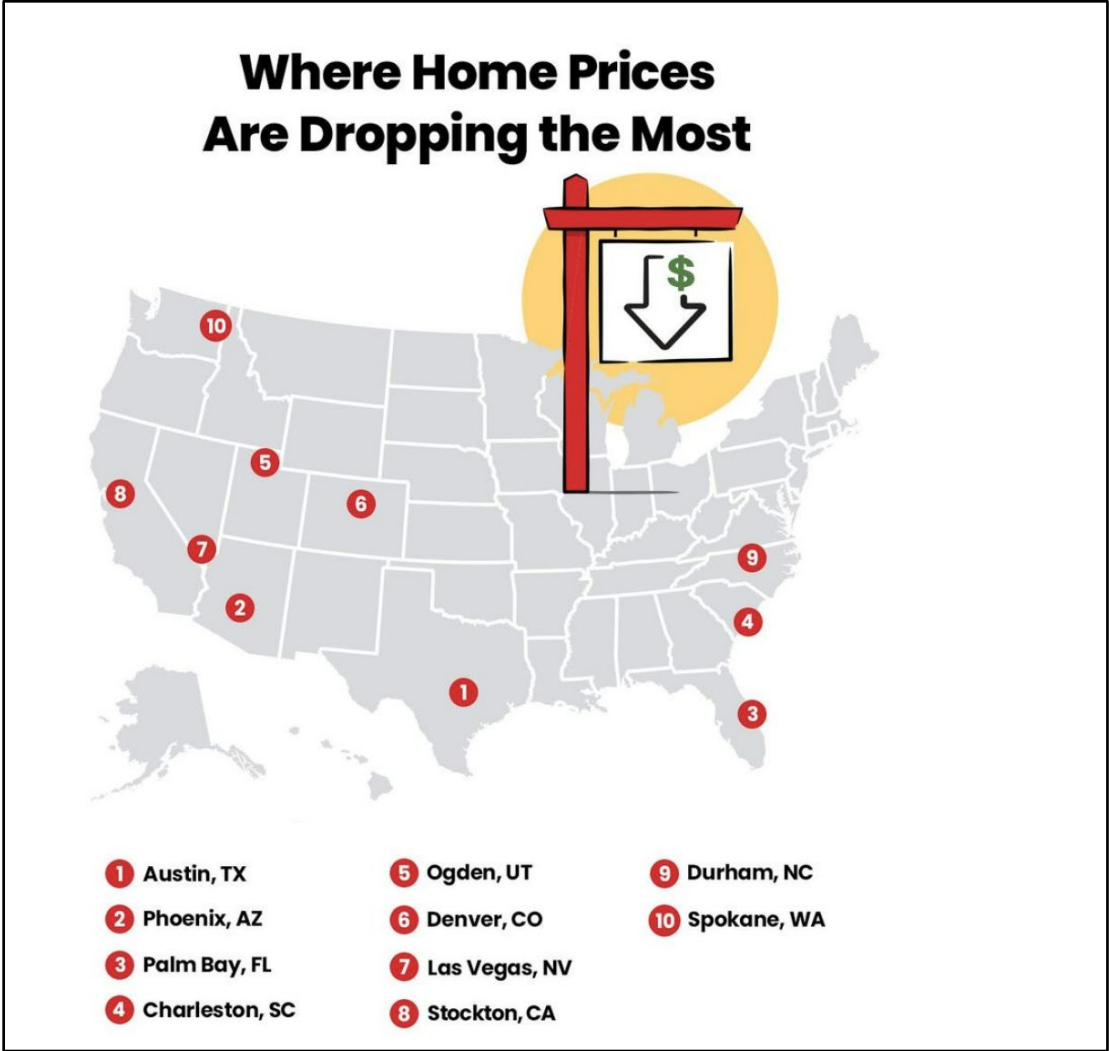 Where Home Prices
Are Dropping the Most
$
10
5
8
6
7
9
2
4
1
3
1 Austin, TX
2 Phoenix, AZ
3 Palm Bay, FL
4 Charleston, SC
5 Ogden, UT
6 Denver, CO
7 Las Vegas, NV
8 Stockton, CA
9 Durham, NC
10 Spokane, WA